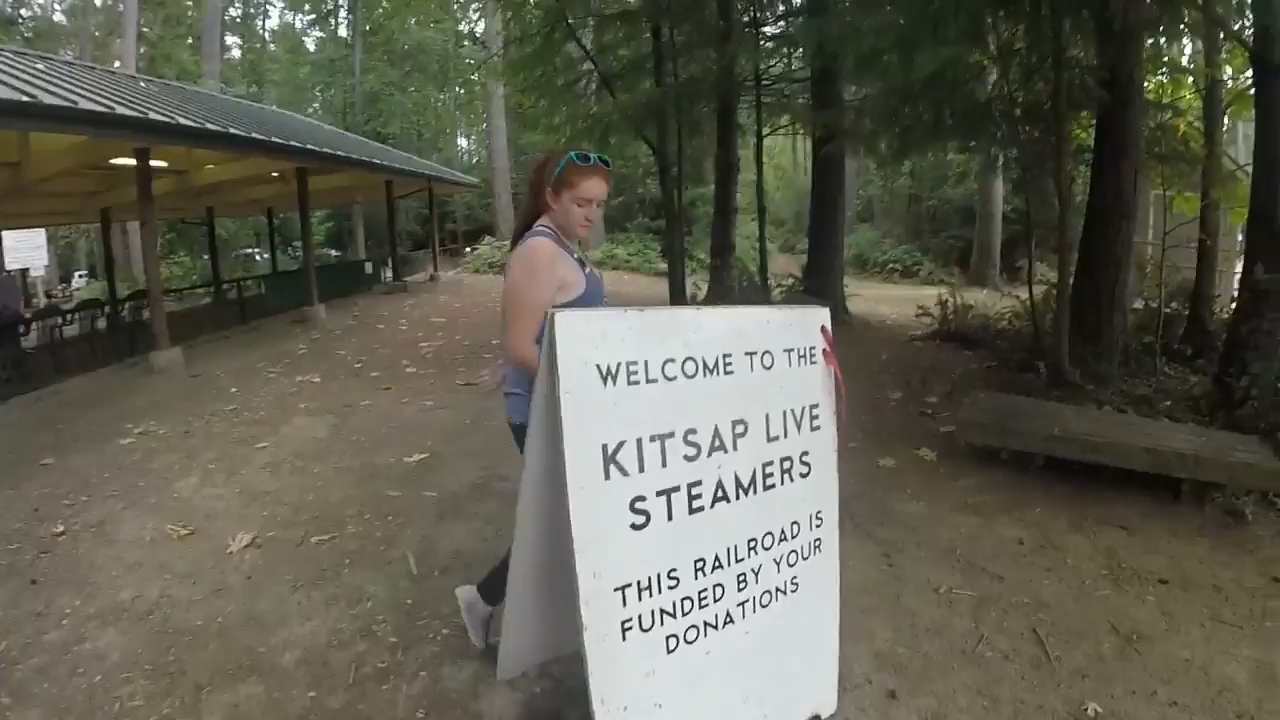 WELCOME TO THE
KITSAP LIVE
STEAMERS
THIS RAILROAD IS
FUNDED BY YOUR
DONATIONS